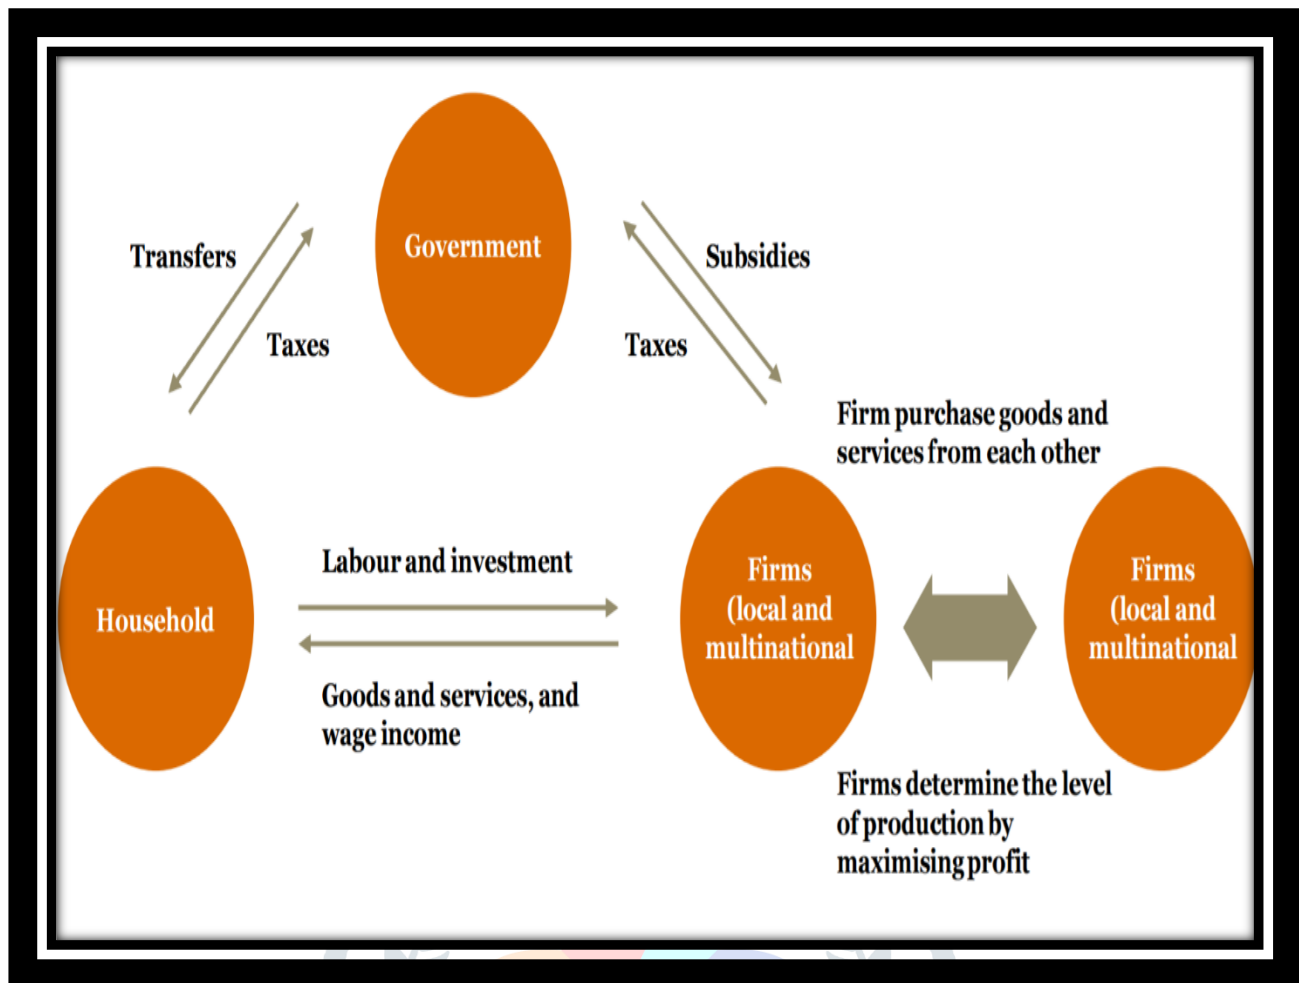 Government
Transfers
Taxes
Subsidies
Taxes
Firm purchase goods and
services from each other
Household
Labour and investment
Goods and services, and
wage income
Firms
(local and
multinational
Firms
(local and
multinational
Firms determine the level
of production by
maximising profit